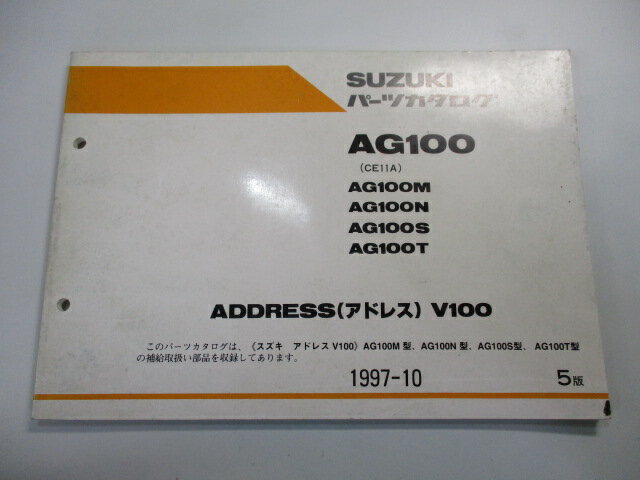 SUZUKI
パーツカタログ
AG100
(CE11A)
AG100M
AG100N
AG100S
AG100T
ADDRESS(アドレス) V100
このパーツカタログは、《スズキ　アドレスV100》AG100M型、AG100N型、AG100S型、AG100T型
の補給取扱い部品を収録してあります。
1997-10　5版